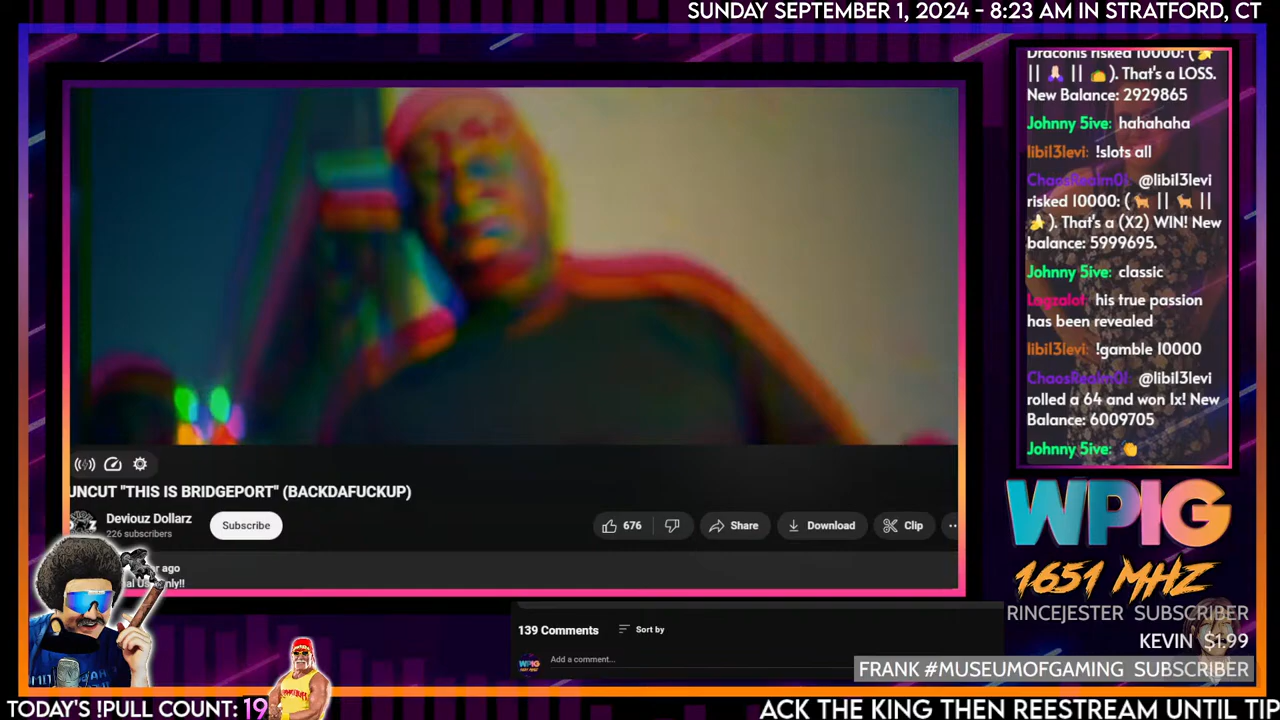 SUNDAY SEPTEMBER 1, 2024 - 8:23 AM IN STRATFORD, CT
Draconis risked 10000: (
|| || ). That's a LOSS.
New Balance: 2929865
Johnny 5ive: hahahaha
libil3levi: !slots all
ChaosRealm01: @libil3levi
risked 10000: ( || ||
). That's a (X2) WIN! New
balance: 5999695.
Johnny 5ive: classic
Legzalot: his true passion
has been revealed
libil3levi: !gamble 10000
ChaosRealm01: @libil3levi
rolled a 64 and won 1x! New
Balance: 6009705
Johnny 5ive:
UNCUT "THIS IS BRIDGEPORT" (BACKDAFUCKUP)
Deviouz Dollarz
226 subscribers
Subscribe
676
Share
Download
Clip
ago
nly!!
139 Comments
Sort by
Add a comment...
WPIG
1651 MHZ
RINCEJESTER SUBSCRIBER
KEVIN $1.99
FRANK #MUSEUMOFGAMING SUBSCRIBER
TODAY'S !PULL COUNT: 19
ACK THE KING THEN REESTREAM UNTIL TIP